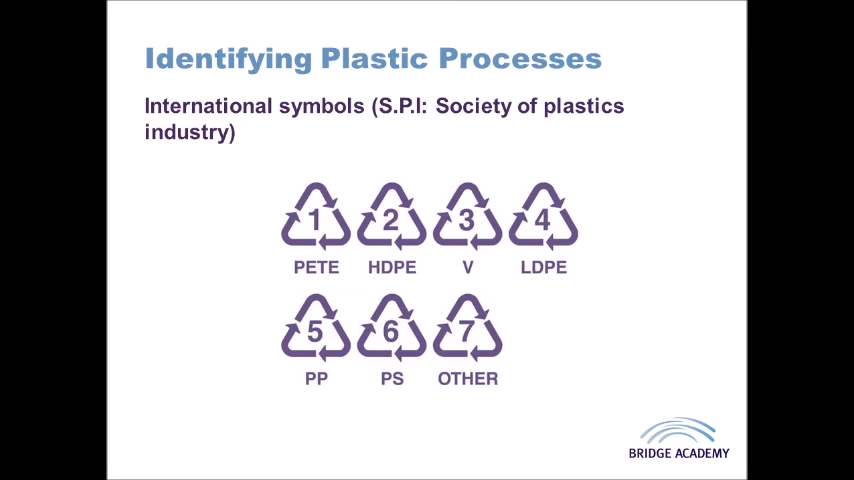 Identifying Plastic Processes
International symbols (S.P.I: Society of plastics
industry)
1 2 3 4
PETE HDPE V LDPE
5 6 7
PP PS OTHER
BRIDGE ACADEMY